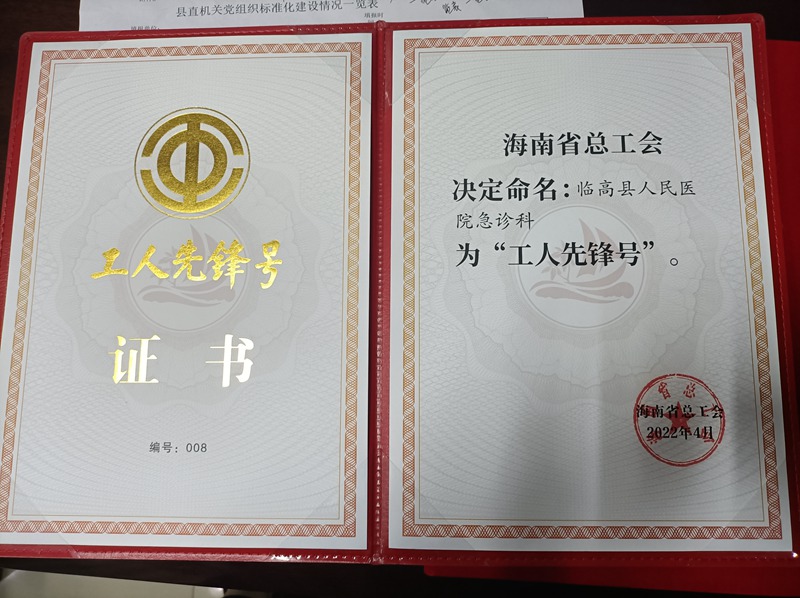 县直机关党组织标准化建设情况一览表
填报时
工人先锋号
证 书
编号：008
海南省总工会
决定命名：临高县人民医
院急诊科
为“工人先锋号”。
海南省总工会
2022年4月